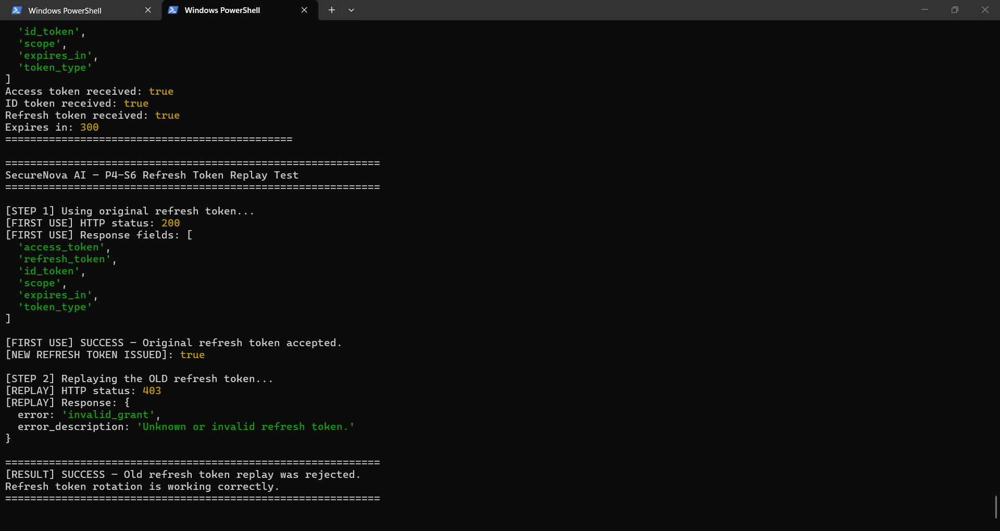 Windows PowerShell
Windows PowerShell
'id_token',
'scope',
'expires_in',
'token_type'
]
Access token received: true
ID token received: true
Refresh token received: true
Expires in: 300
==============================================

============================================================
SecureNova AI — P4-S6 Refresh Token Replay Test
============================================================

[STEP 1] Using original refresh token...
[FIRST USE] HTTP status: 200
[FIRST USE] Response fields: [
'access_token',
'refresh_token',
'id_token',
'scope',
'expires_in',
'token_type'
]

[FIRST USE] SUCCESS — Original refresh token accepted.
[NEW REFRESH TOKEN ISSUED]: true

[STEP 2] Replaying the OLD refresh token...
[REPLAY] HTTP status: 403
[REPLAY] Response: {
error: 'invalid_grant',
error_description: 'Unknown or invalid refresh token.'
}

============================================================
[RESULT] SUCCESS — Old refresh token replay was rejected.
Refresh token rotation is working correctly.
============================================================